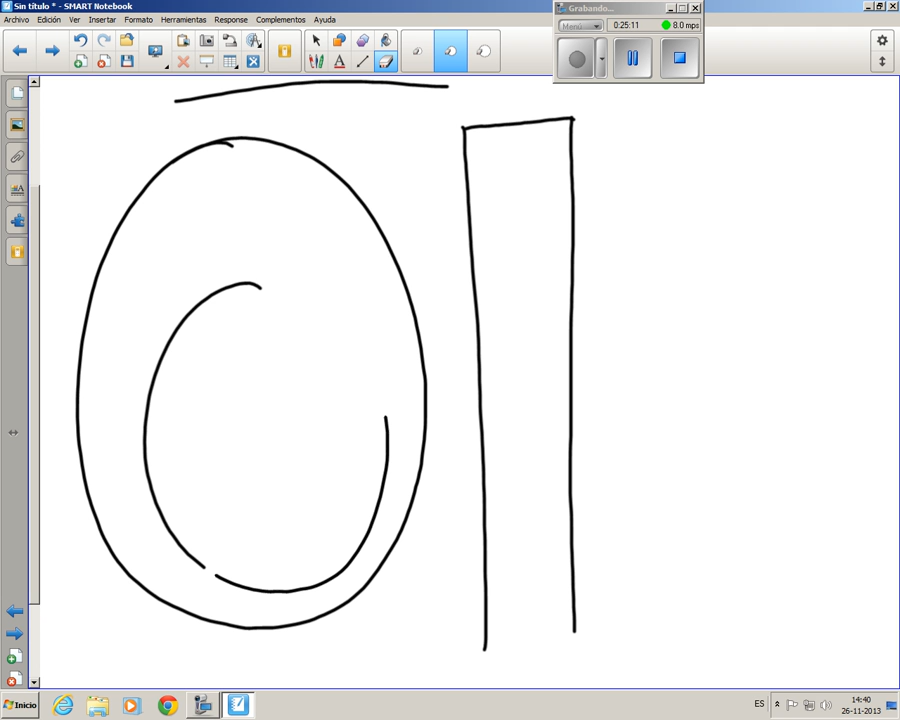 Sin título * - SMART Notebook
Grabando...
Archivo Edición Ver Insertar Formato Herramientas Response Complementos Ayuda
Menú 0:25:11 8.0 mps
Inicio
ES
14:40
26-11-2013